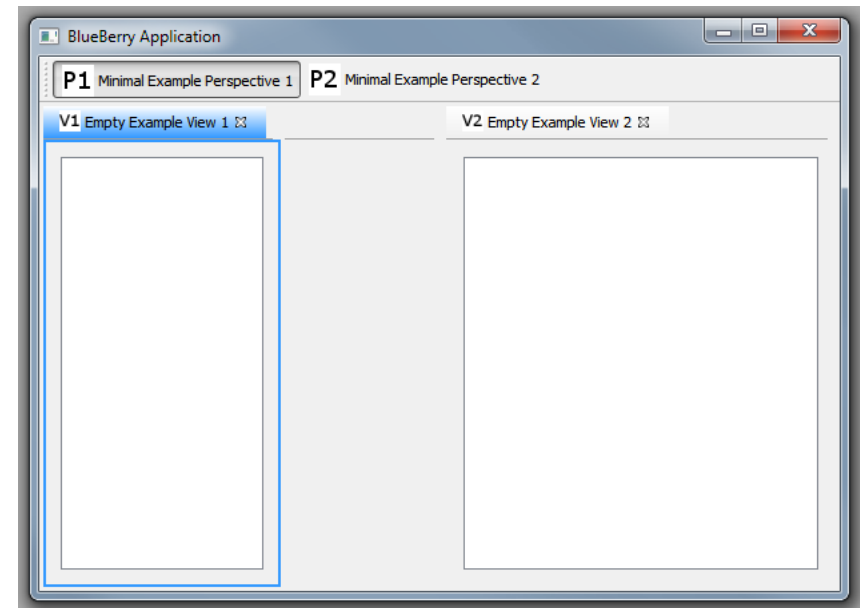 BlueBerry Application
P1 Minimal Example Perspective 1 P2 Minimal Example Perspective 2
V1 Empty Example View 1 V2 Empty Example View 2